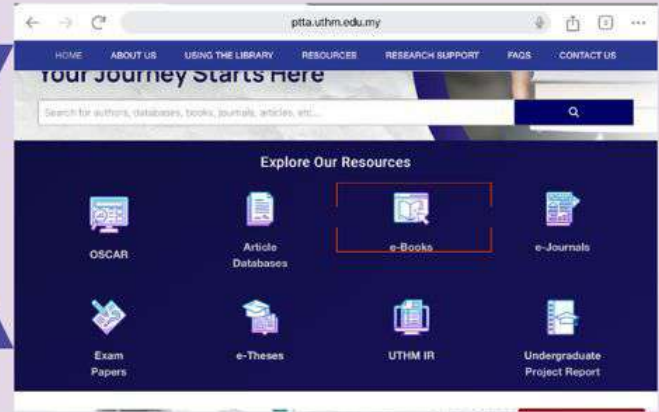 ptta.uthm.edu.my
HOME ABOUT US USING THE LIBRARY RESOURCES RESEARCH SUPPORT FAQS CONTACT US
Your Journey Starts Here
Search for authors, databases, books, journals, articles, etc...
Explore Our Resources
OSCAR
Article
Databases
e-Books
e-Journals
Exam
Papers
e-Theses
UTHM IR
Undergraduate
Project Report